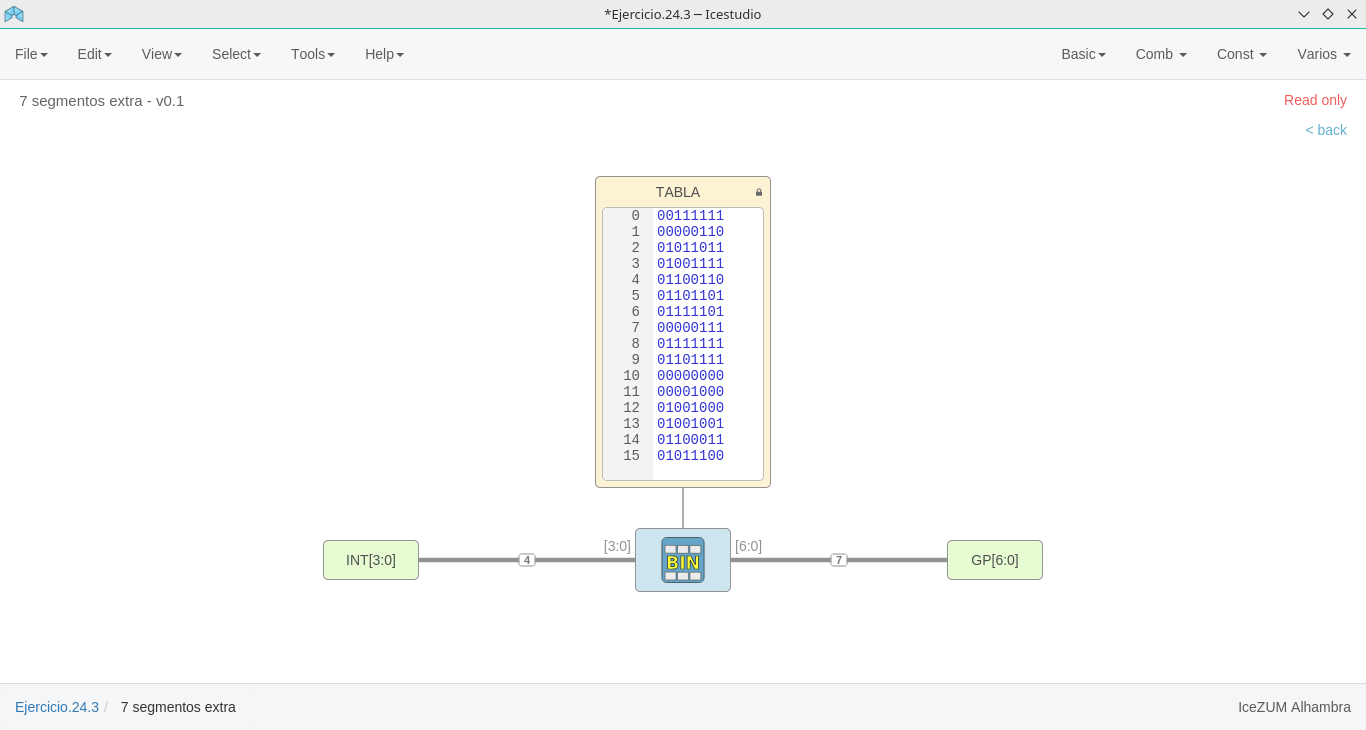 *Ejercicio.24.3 — Icestudio
File Edit View Select Tools Help Basic Comb Const Varios
7 segmentos extra - v0.1
Read only
< back
TABLA
0 00111111
1 00000110
2 01011011
3 01001111
4 01100110
5 01101101
6 01111101
7 00000111
8 01111111
9 01101111
10 00000000
11 00001000
12 01001000
13 01001001
14 01100011
15 01011100
INT[3:0] 4 [3:0] BIN [6:0] 7 GP[6:0]
Ejercicio.24.3 / 7 segmentos extra IceZUM Alhambra